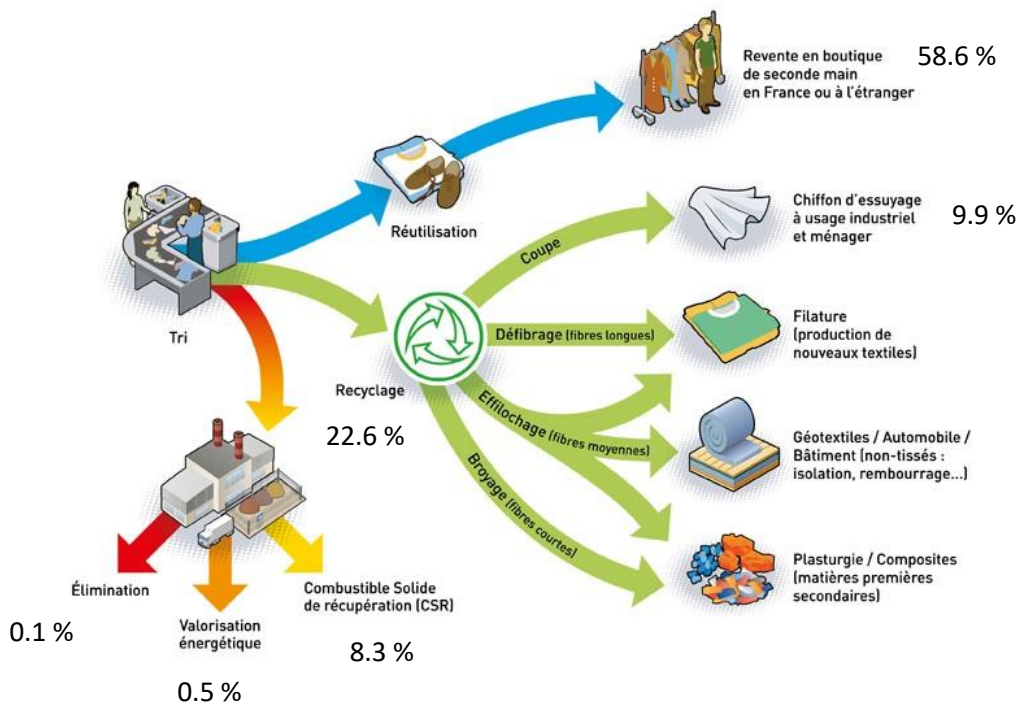 Revente en boutique
de seconde main
en France ou à l'étranger
58.6 %
Réutilisation
Chiffon d'essuyage
à usage industriel
et ménager
9.9 %
Coupe
Tri
Défibrage (fibres longues)
Filature
(production de
nouveaux textiles)
Recyclage
22.6 %
Effilochage (fibres moyennes)
Géotextiles / Automobile /
Bâtiment (non-tissés :
isolation, rembourrage...)
Broyage (fibres courtes)
Plasturgie / Composites
(matières premières
secondaires)
Élimination
0.1 %
Valorisation
énergétique
0.5 %
Combustible Solide
de récupération (CSR)
8.3 %